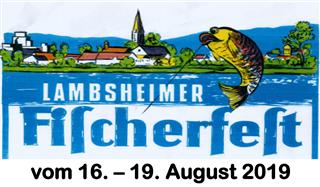 LAMBSHEIMER
Fiſcherfeſt
vom 16. – 19. August 2019